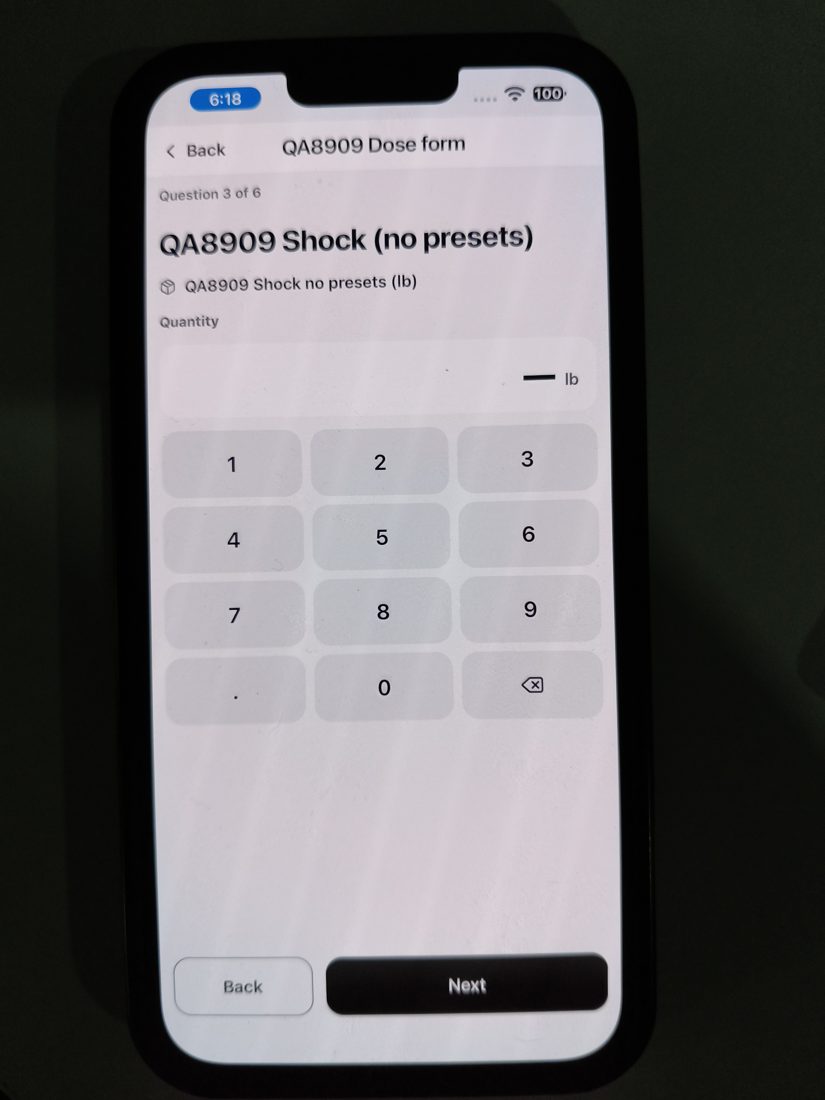 6:18
100
Back
QA8909 Dose form
Question 3 of 6
QA8909 Shock (no presets)
QA8909 Shock no presets (lb)
Quantity
— lb
1 2 3
4 5 6
7 8 9
. 0
Back
Next